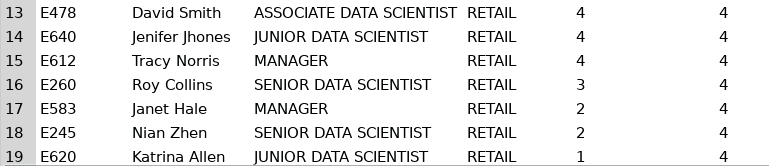 13 E478 David Smith ASSOCIATE DATA SCIENTIST RETAIL 4 4
14 E640 Jenifer Jhones JUNIOR DATA SCIENTIST RETAIL 4 4
15 E612 Tracy Norris MANAGER RETAIL 4 4
16 E260 Roy Collins SENIOR DATA SCIENTIST RETAIL 3 4
17 E583 Janet Hale MANAGER RETAIL 2 4
18 E245 Nian Zhen SENIOR DATA SCIENTIST RETAIL 2 4
19 E620 Katrina Allen JUNIOR DATA SCIENTIST RETAIL 1 4